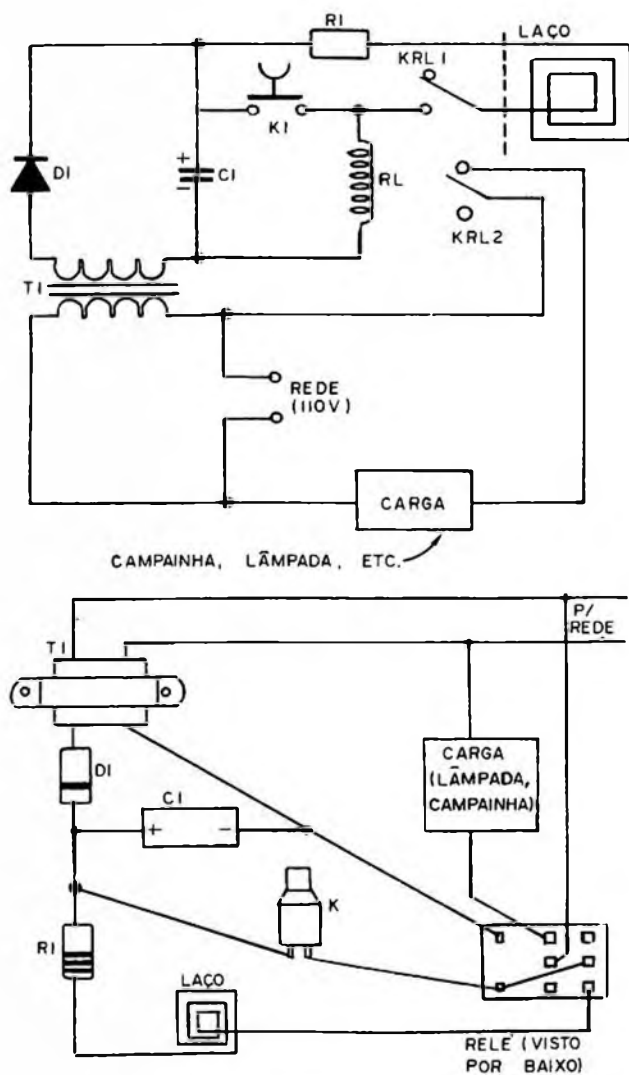 R1
LAÇO
KRL1
K1
D1
+
-
C1
RL
KRL2
T1
REDE
(110V)
CARGA
CAMPAINHA, LÂMPADA, ETC.
P/
REDE
T1
D1
CARGA
(LÂMPADA,
CAMPAINHA)
C1
+ -
K
R1
LAÇO
RELÉ (VISTO
POR BAIXO)